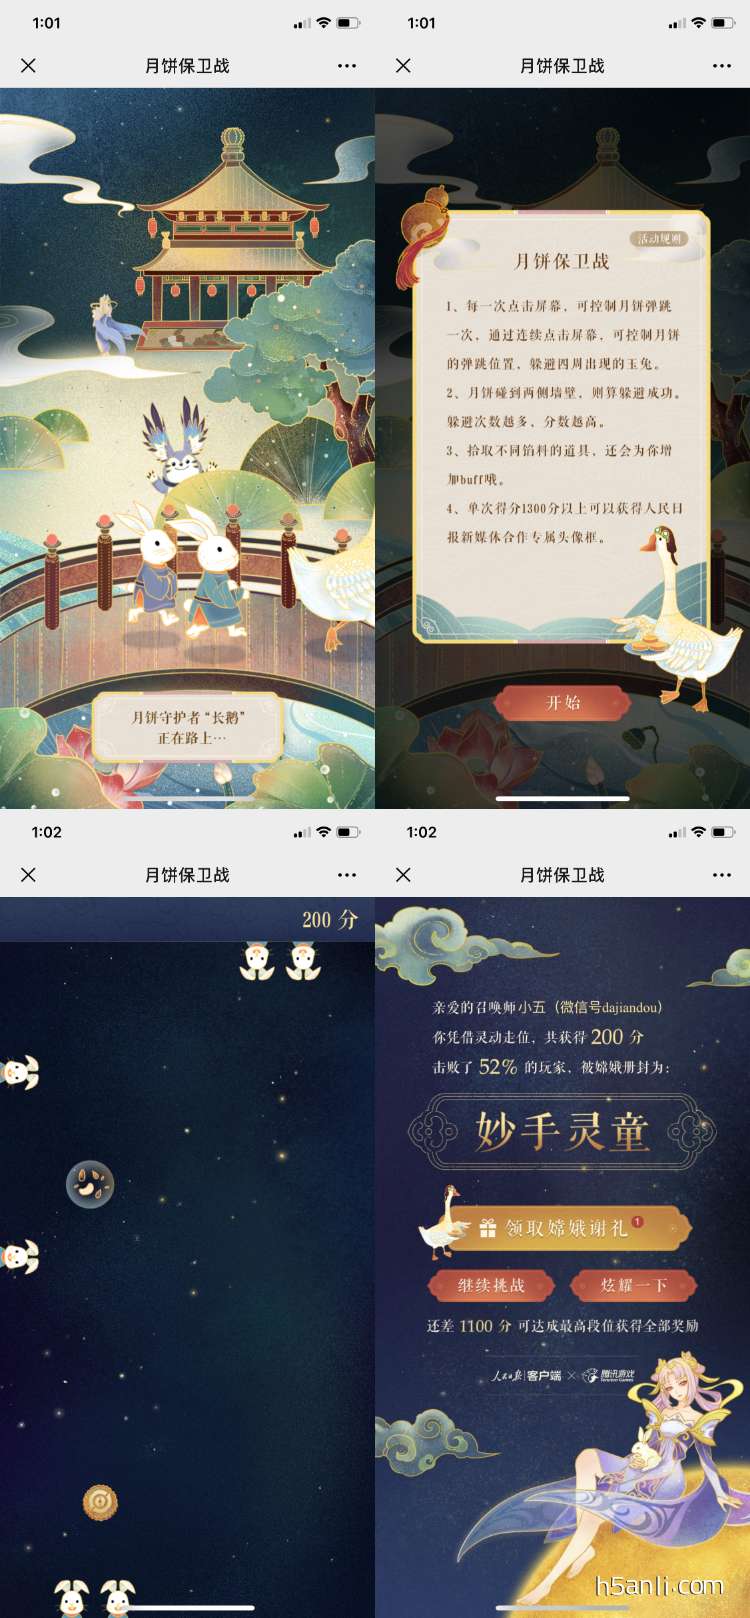 1:01
月饼保卫战
月饼守护者“长鹅”
正在路上…
1:01
月饼保卫战
活动规则
月饼保卫战
1、每一次点击屏幕，可控制月饼弹跳
一次，通过连续点击屏幕，可控制月饼
的弹跳位置，躲避四周出现的玉兔。
2、月饼碰到两侧墙壁，则算躲避成功。
躲避次数越多，分数越高。
3、拾取不同馅料的道具，还会为你增
加buff哦。
4、单次得分1300分以上可以获得人民日
报新媒体合作专属头像框。
开始
1:02
月饼保卫战
200 分
1:02
月饼保卫战
亲爱的召唤师 小五（微信号dajiandou）
你凭借灵动走位，共获得 200 分
击败了 52% 的玩家，被嫦娥册封为：
妙手灵童
领取嫦娥谢礼 1
继续挑战 炫耀一下
还差 1100 分 可达成最高段位获得全部奖励
人民日报 客户端 × 腾讯游戏
Tencent Games
h5anli.com